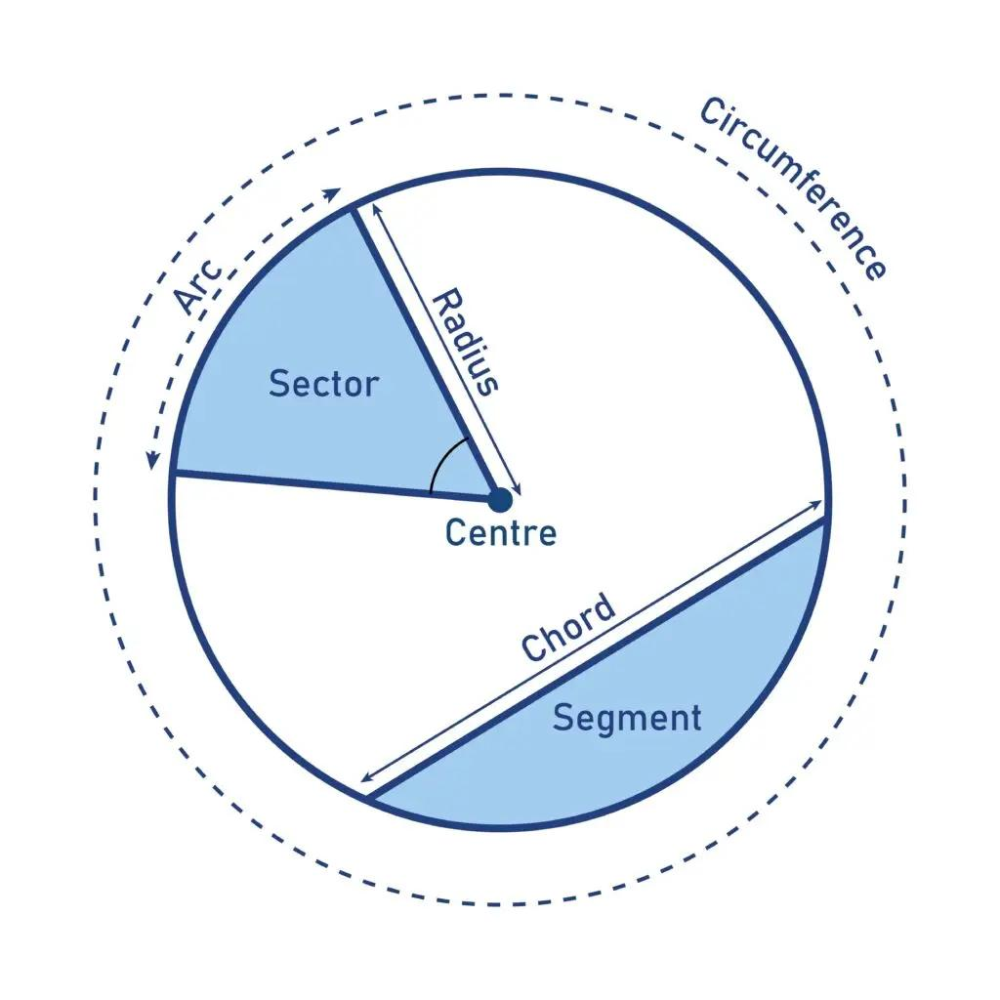 Circumference
Arc
Radius
Sector
Centre
Chord
Segment